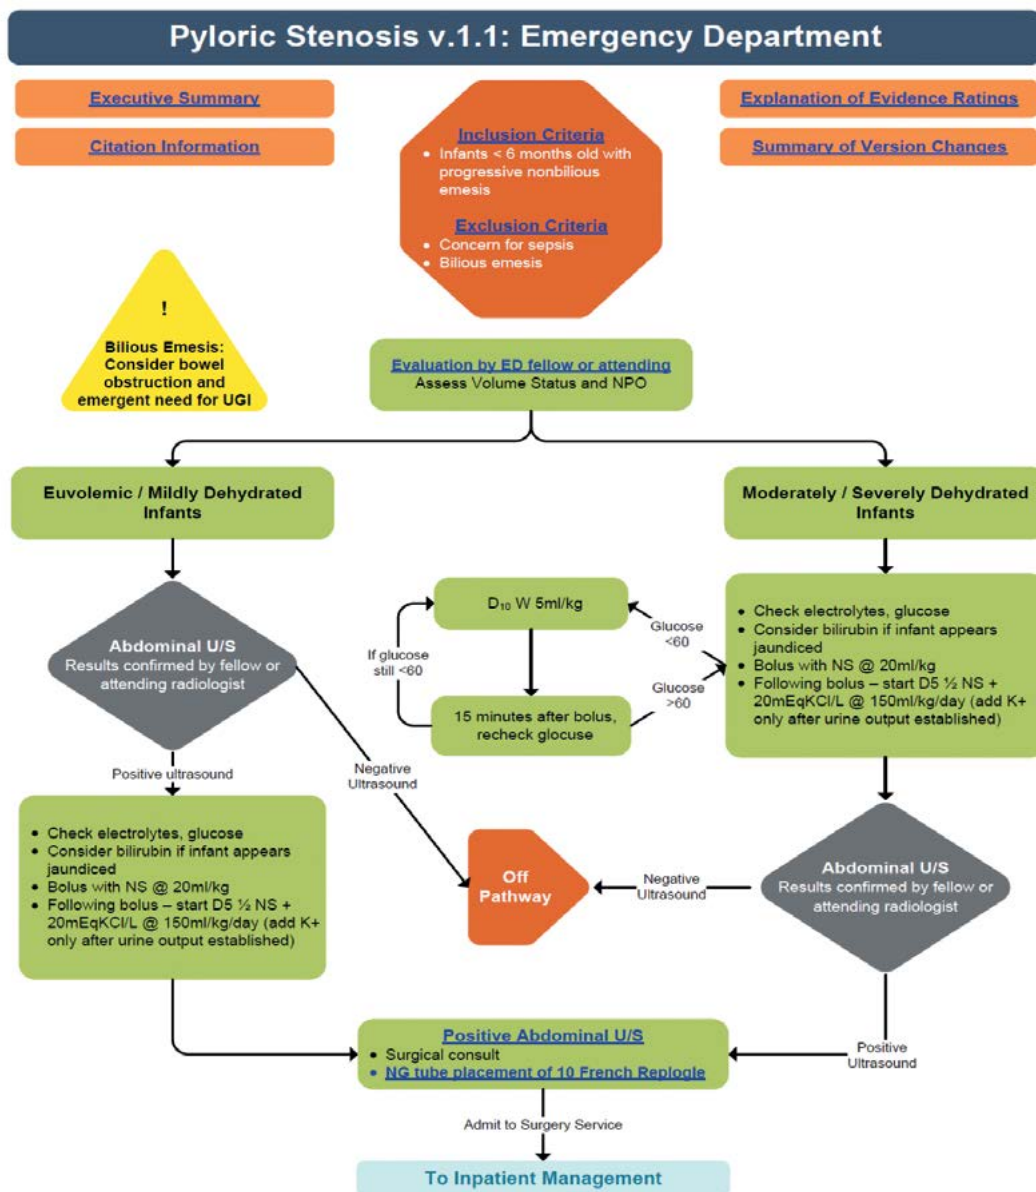 Pyloric Stenosis v.1.1: Emergency Department
Executive Summary
Citation Information
Explanation of Evidence Ratings
Summary of Version Changes
Inclusion Criteria
• Infants < 6 months old with
progressive nonbilious
emesis
Exclusion Criteria
• Concern for sepsis
• Bilious emesis
!
Bilious Emesis:
Consider bowel
obstruction and
emergent need for UGI
Evaluation by ED fellow or attending
Assess Volume Status and NPO
Euvolemic / Mildly Dehydrated
Infants
Moderately / Severely Dehydrated
Infants
Abdominal U/S
Results confirmed by fellow or
attending radiologist
D₁₀ W 5ml/kg
If glucose
still <60
15 minutes after bolus,
recheck glocuse
Glucose
<60
Glucose
>60
• Check electrolytes, glucose
• Consider bilirubin if infant appears
jaundiced
• Bolus with NS @ 20ml/kg
• Following bolus – start D5 ½ NS +
20mEqKCl/L @ 150ml/kg/day (add K+
only after urine output established)
Positive ultrasound
Negative
Ultrasound
• Check electrolytes, glucose
• Consider bilirubin if infant appears
jaundiced
• Bolus with NS @ 20ml/kg
• Following bolus – start D5 ½ NS +
20mEqKCl/L @ 150ml/kg/day (add K+
only after urine output established)
Off
Pathway
Negative
Ultrasound
Abdominal U/S
Results confirmed by fellow or
attending radiologist
Positive
Ultrasound
Positive Abdominal U/S
• Surgical consult
• NG tube placement of 10 French Replogle
Admit to Surgery Service
To Inpatient Management